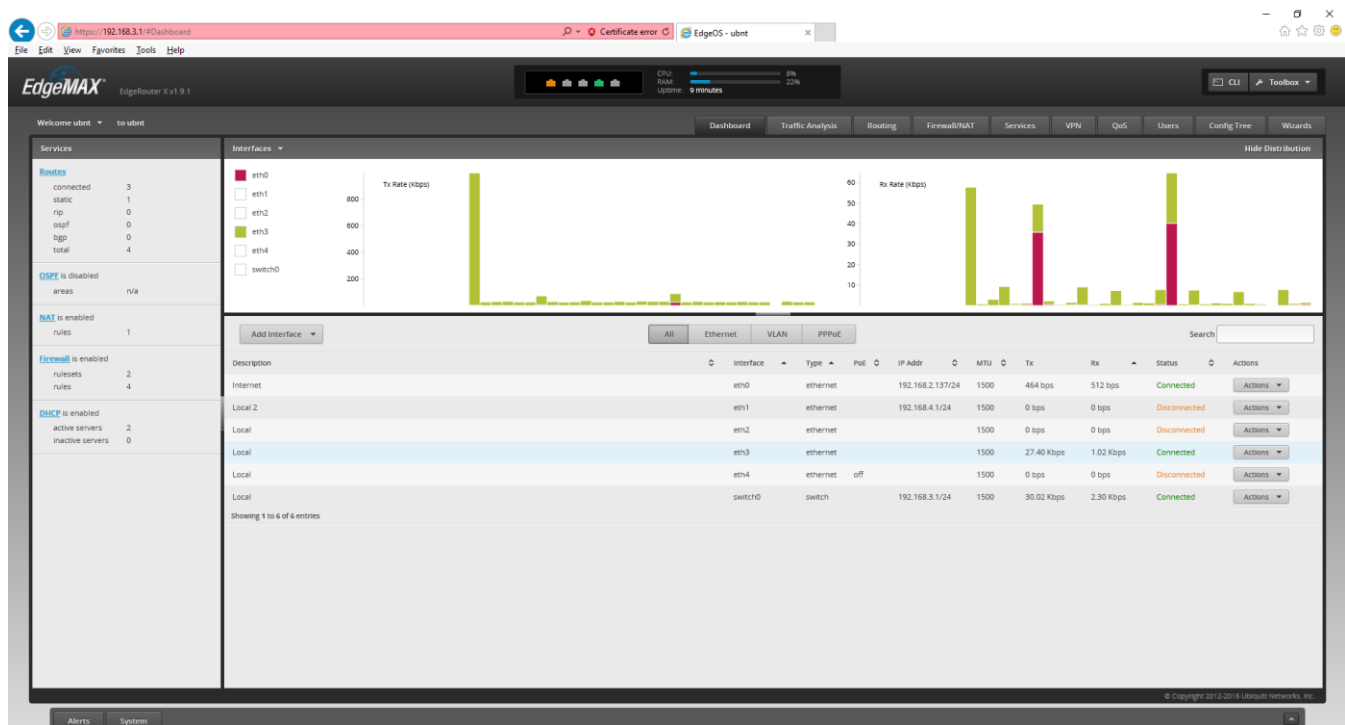 https://192.168.3.1/#Dashboard
Certificate error
EdgeOS - ubnt
File Edit View Favorites Tools Help
EdgeMAX
EdgeRouter X v1.9.1
CPU: 8%
RAM: 22%
Uptime: 9 minutes
CLI
Toolbox
Welcome ubnt to ubnt
Dashboard Traffic Analysis Routing Firewall/NAT Services VPN QoS Users Config Tree Wizards
Services
Routes
connected 3
static 1
rip 0
ospf 0
bgp 0
total 4
OSPF is disabled
areas n/a
NAT is enabled
rules 1
Firewall is enabled
rulesets 2
rules 4
DHCP is enabled
active servers 2
inactive servers 0
Interfaces Hide Distribution
eth0
eth1
eth2
eth3
eth4
switch0
Tx Rate (Kbps)
800
600
400
200
Rx Rate (Kbps)
60
50
40
30
20
10
Add Interface All Ethernet VLAN PPPoE Search
Description Interface Type PoE IP Addr MTU Tx Rx Status Actions
Internet eth0 ethernet 192.168.2.137/24 1500 464 bps 512 bps Connected Actions
Local 2 eth1 ethernet 192.168.4.1/24 1500 0 bps 0 bps Disconnected Actions
Local eth2 ethernet 1500 0 bps 0 bps Disconnected Actions
Local eth3 ethernet 1500 27.40 Kbps 1.02 Kbps Connected Actions
Local eth4 ethernet off 1500 0 bps 0 bps Disconnected Actions
Local switch0 switch 192.168.3.1/24 1500 30.02 Kbps 2.30 Kbps Connected Actions
Showing 1 to 6 of 6 entries
© Copyright 2012-2016 Ubiquiti Networks, Inc.
Alerts System